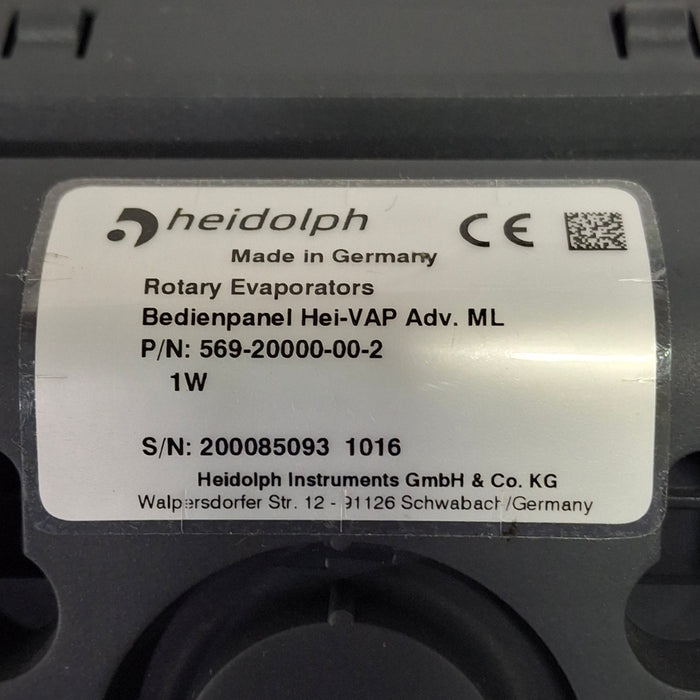 heidolph CE
Made in Germany
Rotary Evaporators
Bedienpanel Hei-VAP Adv. ML
P/N: 569-20000-00-2
1W
S/N: 200085093 1016
Heidolph Instruments GmbH & Co. KG
Walpersdorfer Str. 12 - 91126 Schwabach/Germany